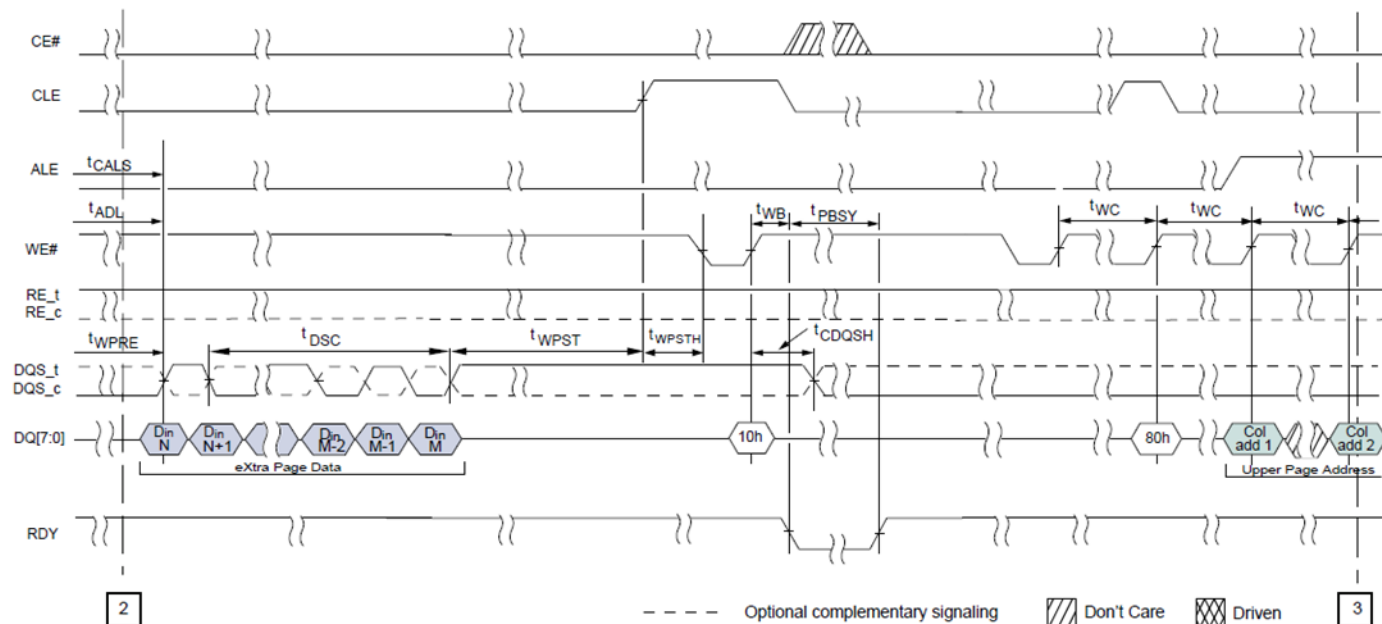 CE#
CLE
tCALS
ALE
tADL
tWB tPBSY tWC tWC tWC
WE#
RE_t
RE_c
tWPRE tDSC tWPST tWPSTH tCDQSH
DQS_t
DQS_c
DQ[7:0] Din N Din N+1 Din M-2 Din M-1 Din M 10h 80h Col add 1 Col add 2
eXtra Page Data Upper Page Address
RDY
2 Optional complementary signaling Don't Care Driven 3